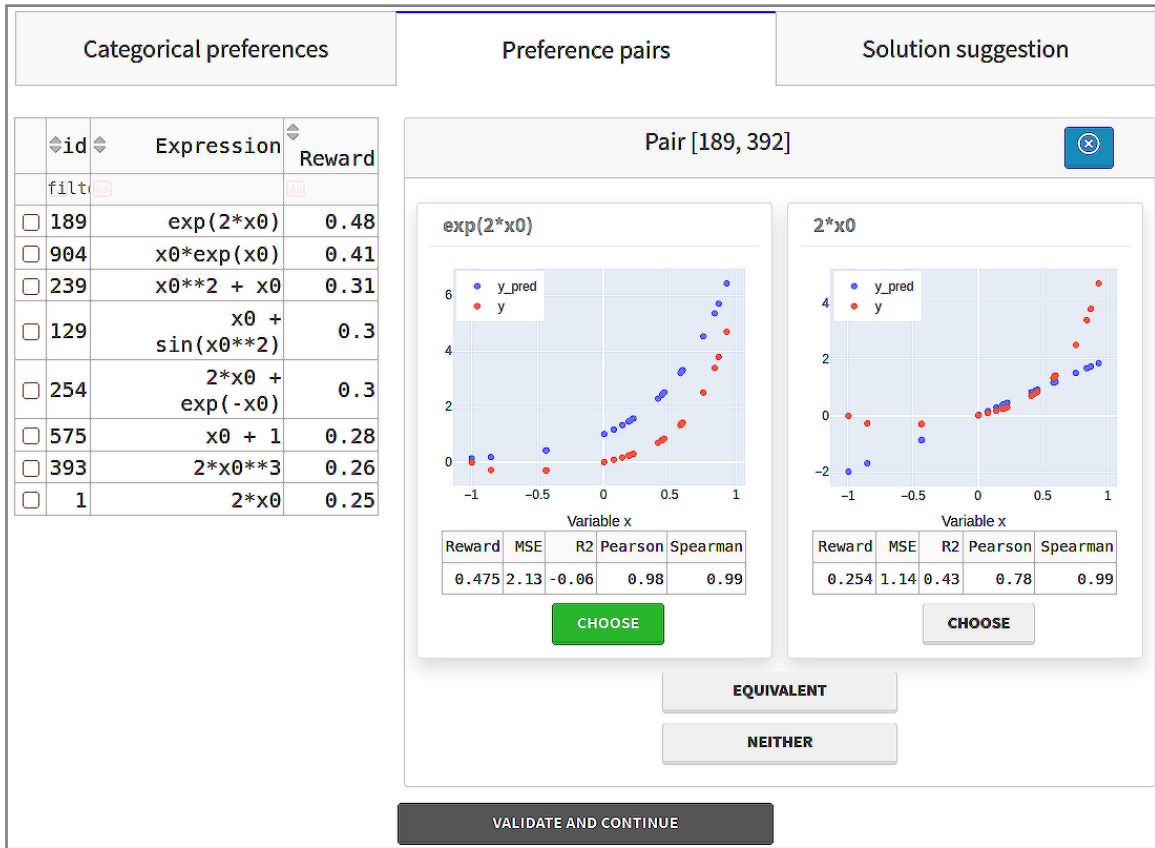 Categorical preferences
Preference pairs
Solution suggestion
id Expression Reward
filt
189 exp(2*x0) 0.48
904 x0*exp(x0) 0.41
239 x0**2 + x0 0.31
129 x0 + sin(x0**2) 0.3
254 2*x0 + exp(-x0) 0.3
575 x0 + 1 0.28
393 2*x0**3 0.26
1 2*x0 0.25
Pair [189, 392]
exp(2*x0)
y_pred
y
6
4
2
0
−1 −0.5 0 0.5 1
Variable x
Reward MSE R2 Pearson Spearman
0.475 2.13 -0.06 0.98 0.99
CHOOSE
2*x0
y_pred
y
4
2
0
−2
−1 −0.5 0 0.5 1
Variable x
Reward MSE R2 Pearson Spearman
0.254 1.14 0.43 0.78 0.99
CHOOSE
EQUIVALENT
NEITHER
VALIDATE AND CONTINUE